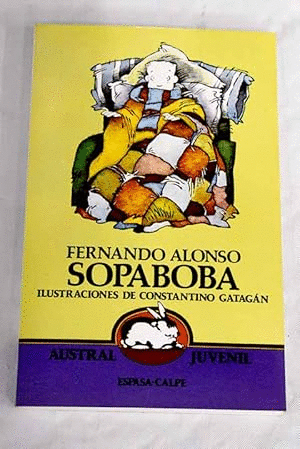 FERNANDO ALONSO
SOPABOBA
ILUSTRACIONES DE CONSTANTINO GATAGÁN
AUSTRAL JUVENIL
ESPASA-CALPE